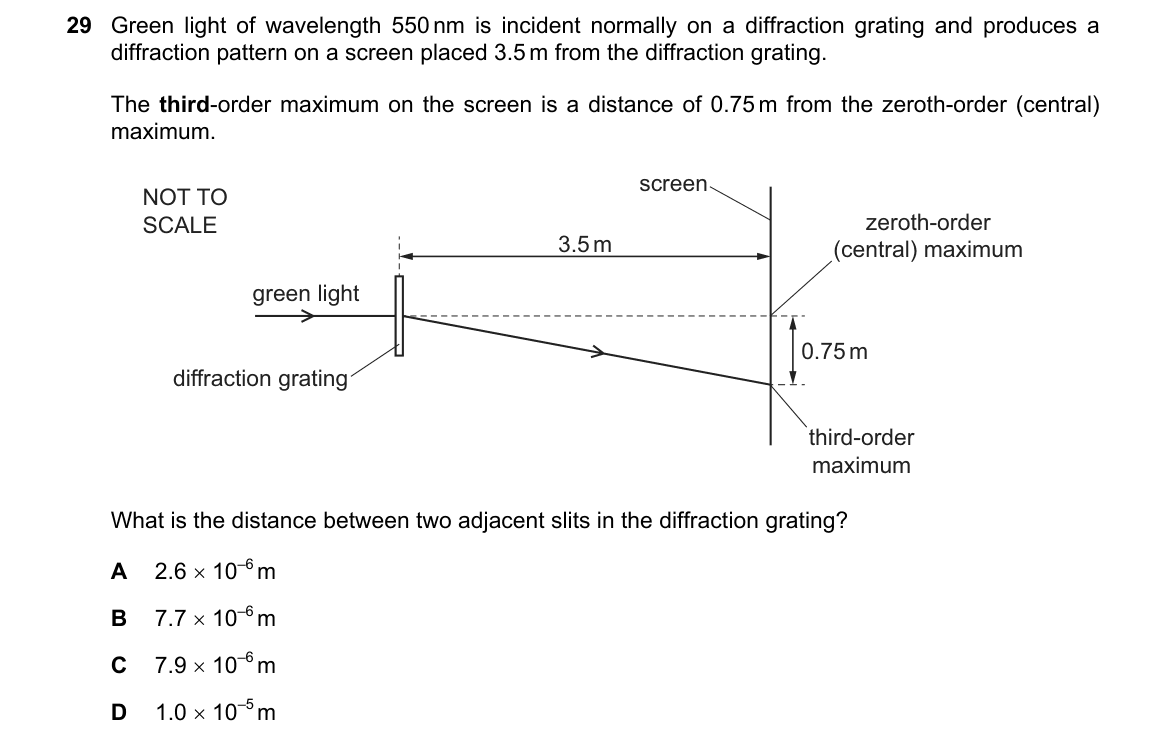 29 Green light of wavelength 550 nm is incident normally on a diffraction grating and produces a
diffraction pattern on a screen placed 3.5 m from the diffraction grating.
The third-order maximum on the screen is a distance of 0.75 m from the zeroth-order (central)
maximum.
NOT TO
SCALE
screen
zeroth-order
(central) maximum
3.5 m
green light
0.75 m
diffraction grating
third-order
maximum
What is the distance between two adjacent slits in the diffraction grating?
A 2.6 × 10⁻⁶ m
B 7.7 × 10⁻⁶ m
C 7.9 × 10⁻⁶ m
D 1.0 × 10⁻⁵ m